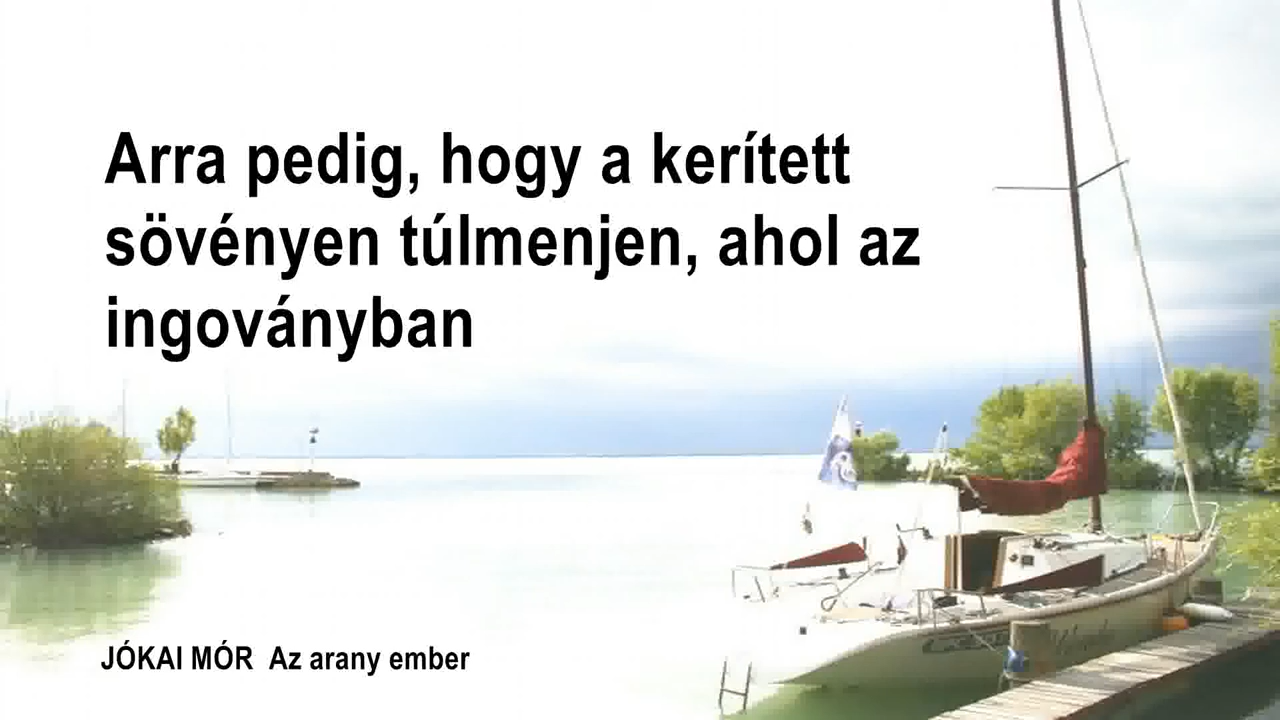 Arra pedig, hogy a kerített
sövényen túlmenjen, ahol az
ingoványban
JÓKAI MÓR  Az arany ember